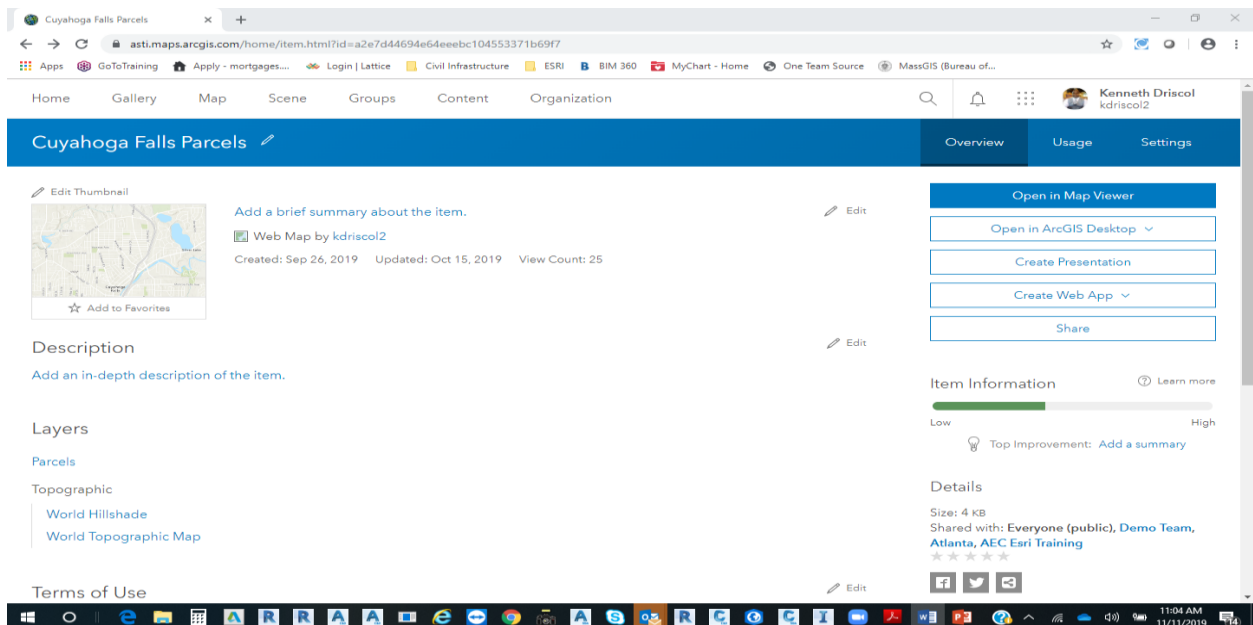 Cuyahoga Falls Parcels
asti.maps.arcgis.com/home/item.html?id=a2e7d44694e64eeebc104553371b69f7
Apps GoToTraining Apply - mortgages.... Login | Lattice Civil Infrastructure ESRI BIM 360 MyChart - Home One Team Source MassGIS (Bureau of...
Home Gallery Map Scene Groups Content Organization Kenneth Driscol
kdriscol2
Cuyahoga Falls Parcels Overview Usage Settings
Edit Thumbnail
Add a brief summary about the item. Edit
Web Map by kdriscol2
Created: Sep 26, 2019 Updated: Oct 15, 2019 View Count: 25
Add to Favorites
Open in Map Viewer
Open in ArcGIS Desktop
Create Presentation
Create Web App
Share
Description Edit
Add an in-depth description of the item.
Layers
Parcels
Topographic
World Hillshade
World Topographic Map
Terms of Use Edit
Item Information Learn more
Low High
Top Improvement: Add a summary
Details
Size: 4 KB
Shared with: Everyone (public), Demo Team,
Atlanta, AEC Esri Training
11:04 AM
11/11/2019